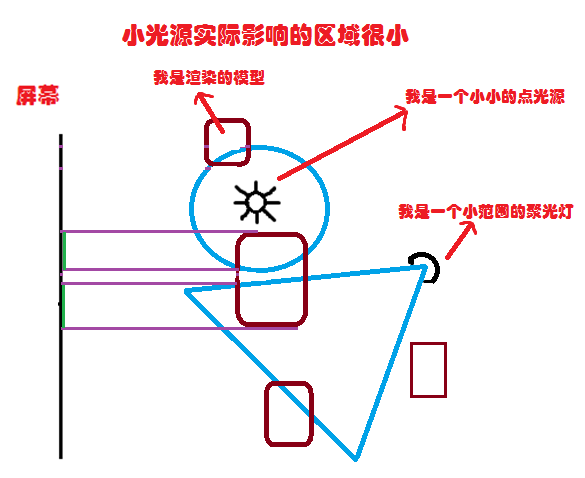 小光源实际影响的区域很小
我是渲染的模型
屏幕
我是一个小小的点光源
我是一个小范围的聚光灯